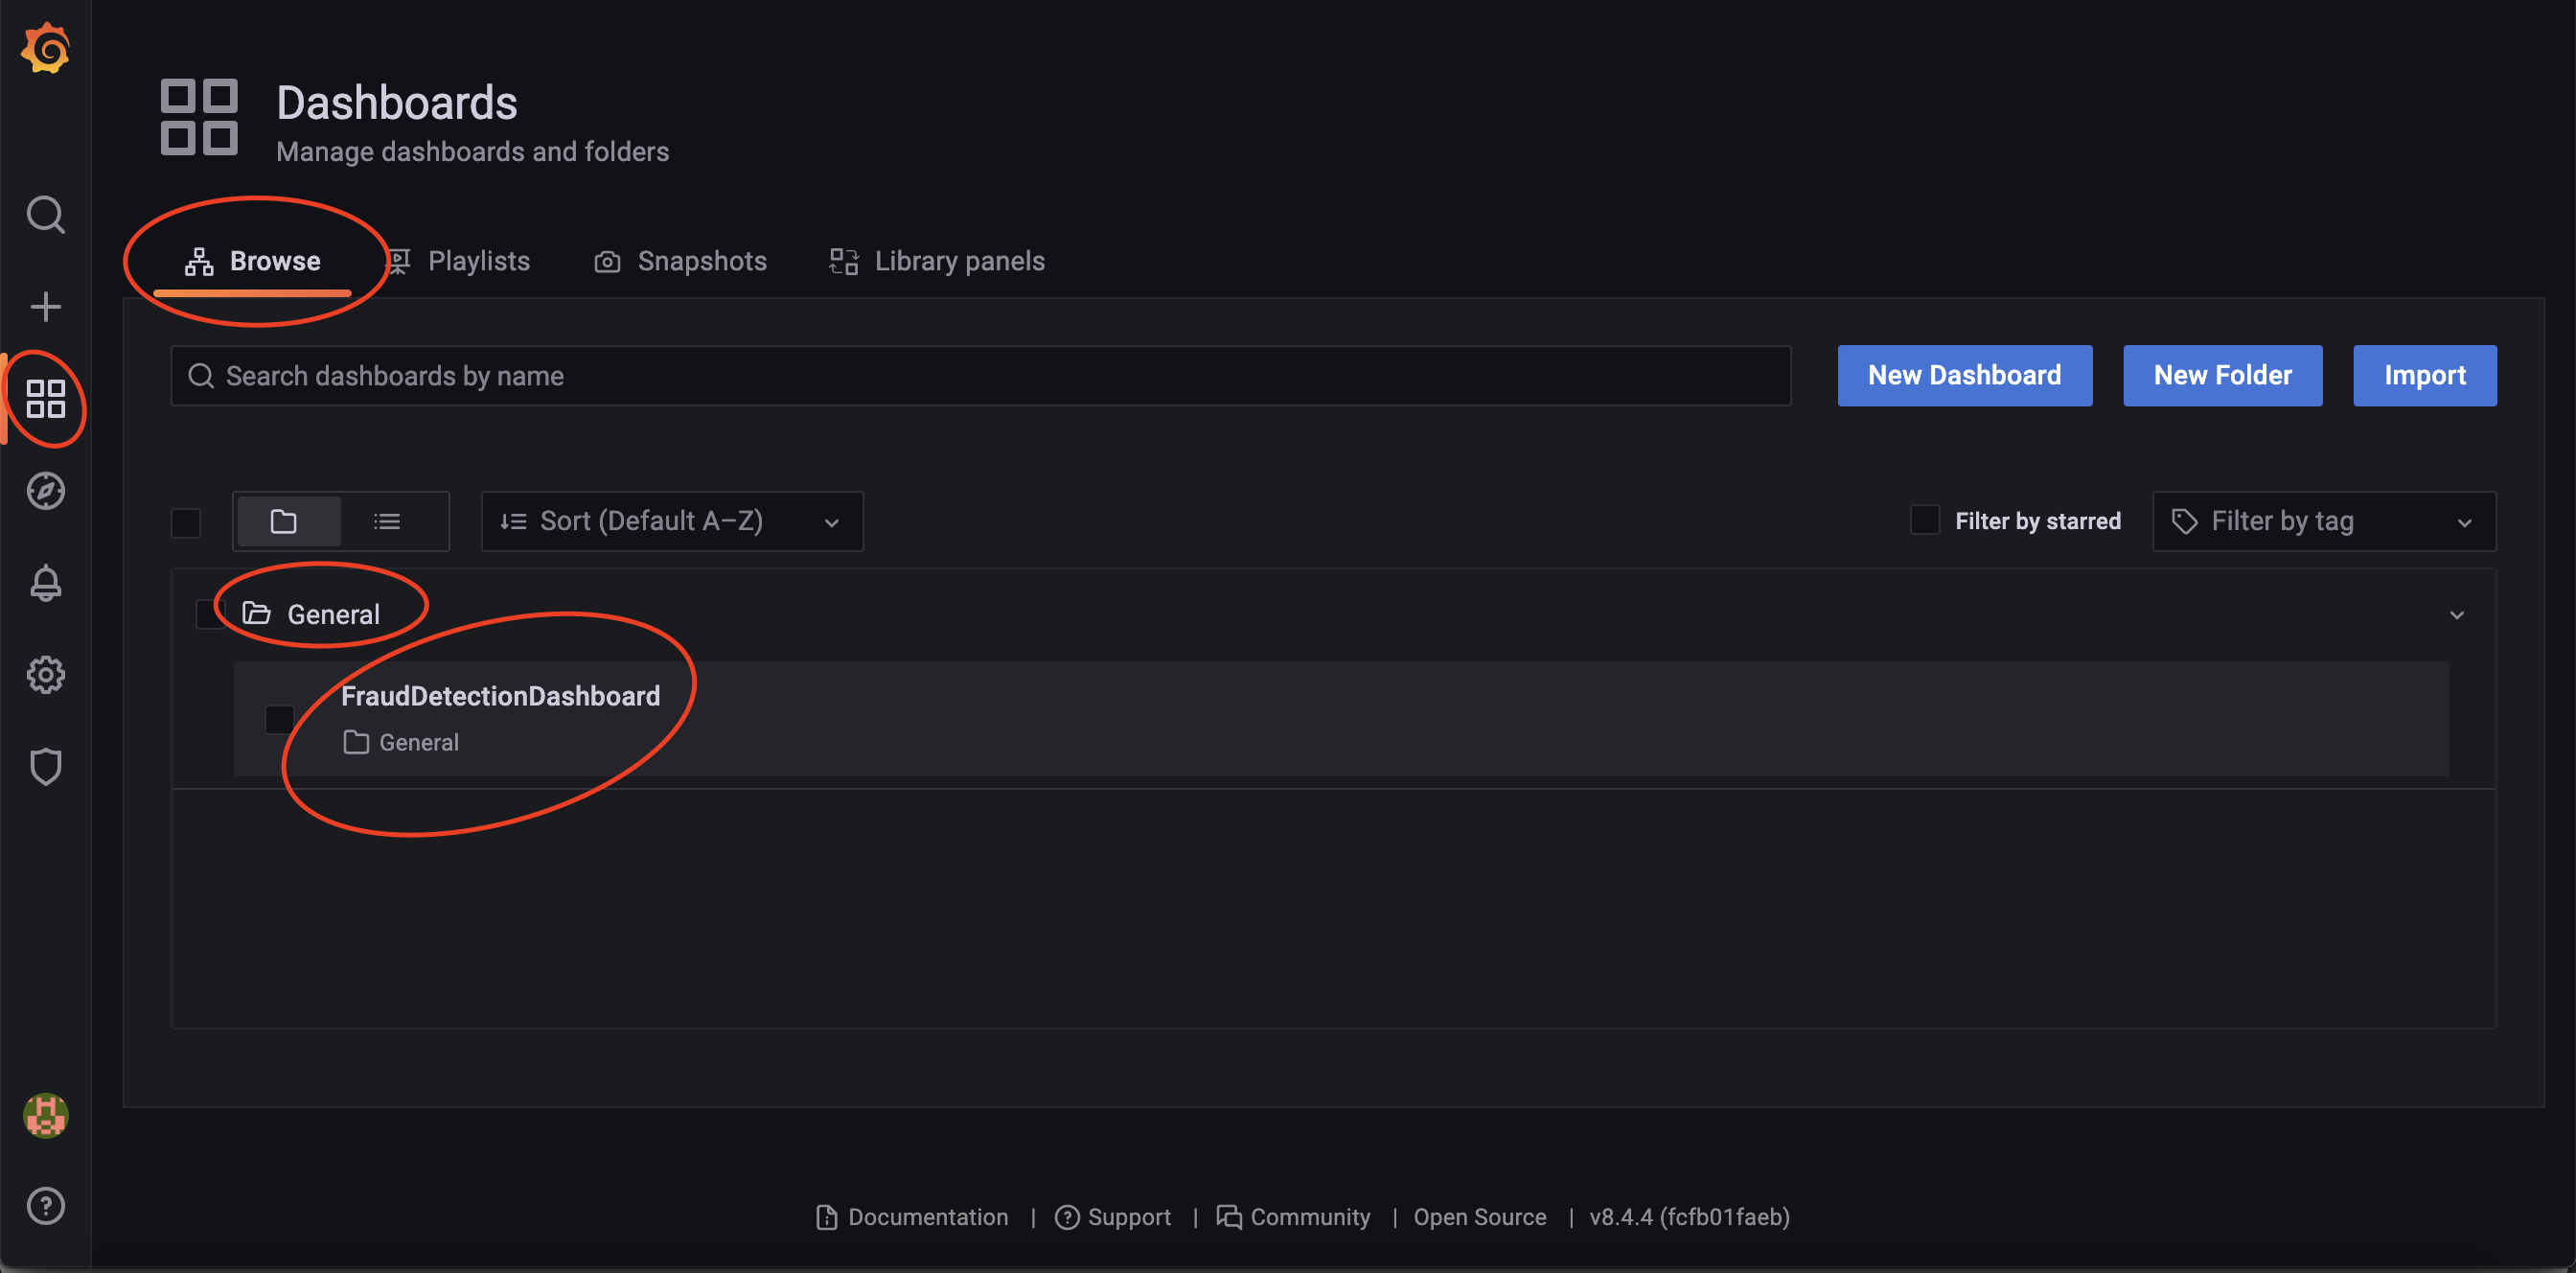 Dashboards
Manage dashboards and folders
Browse Playlists Snapshots Library panels
Search dashboards by name New Dashboard New Folder Import
Sort (Default A–Z) Filter by starred Filter by tag
General
FraudDetectionDashboard
General
Documentation | Support | Community | Open Source | v8.4.4 (fcfb01faeb)